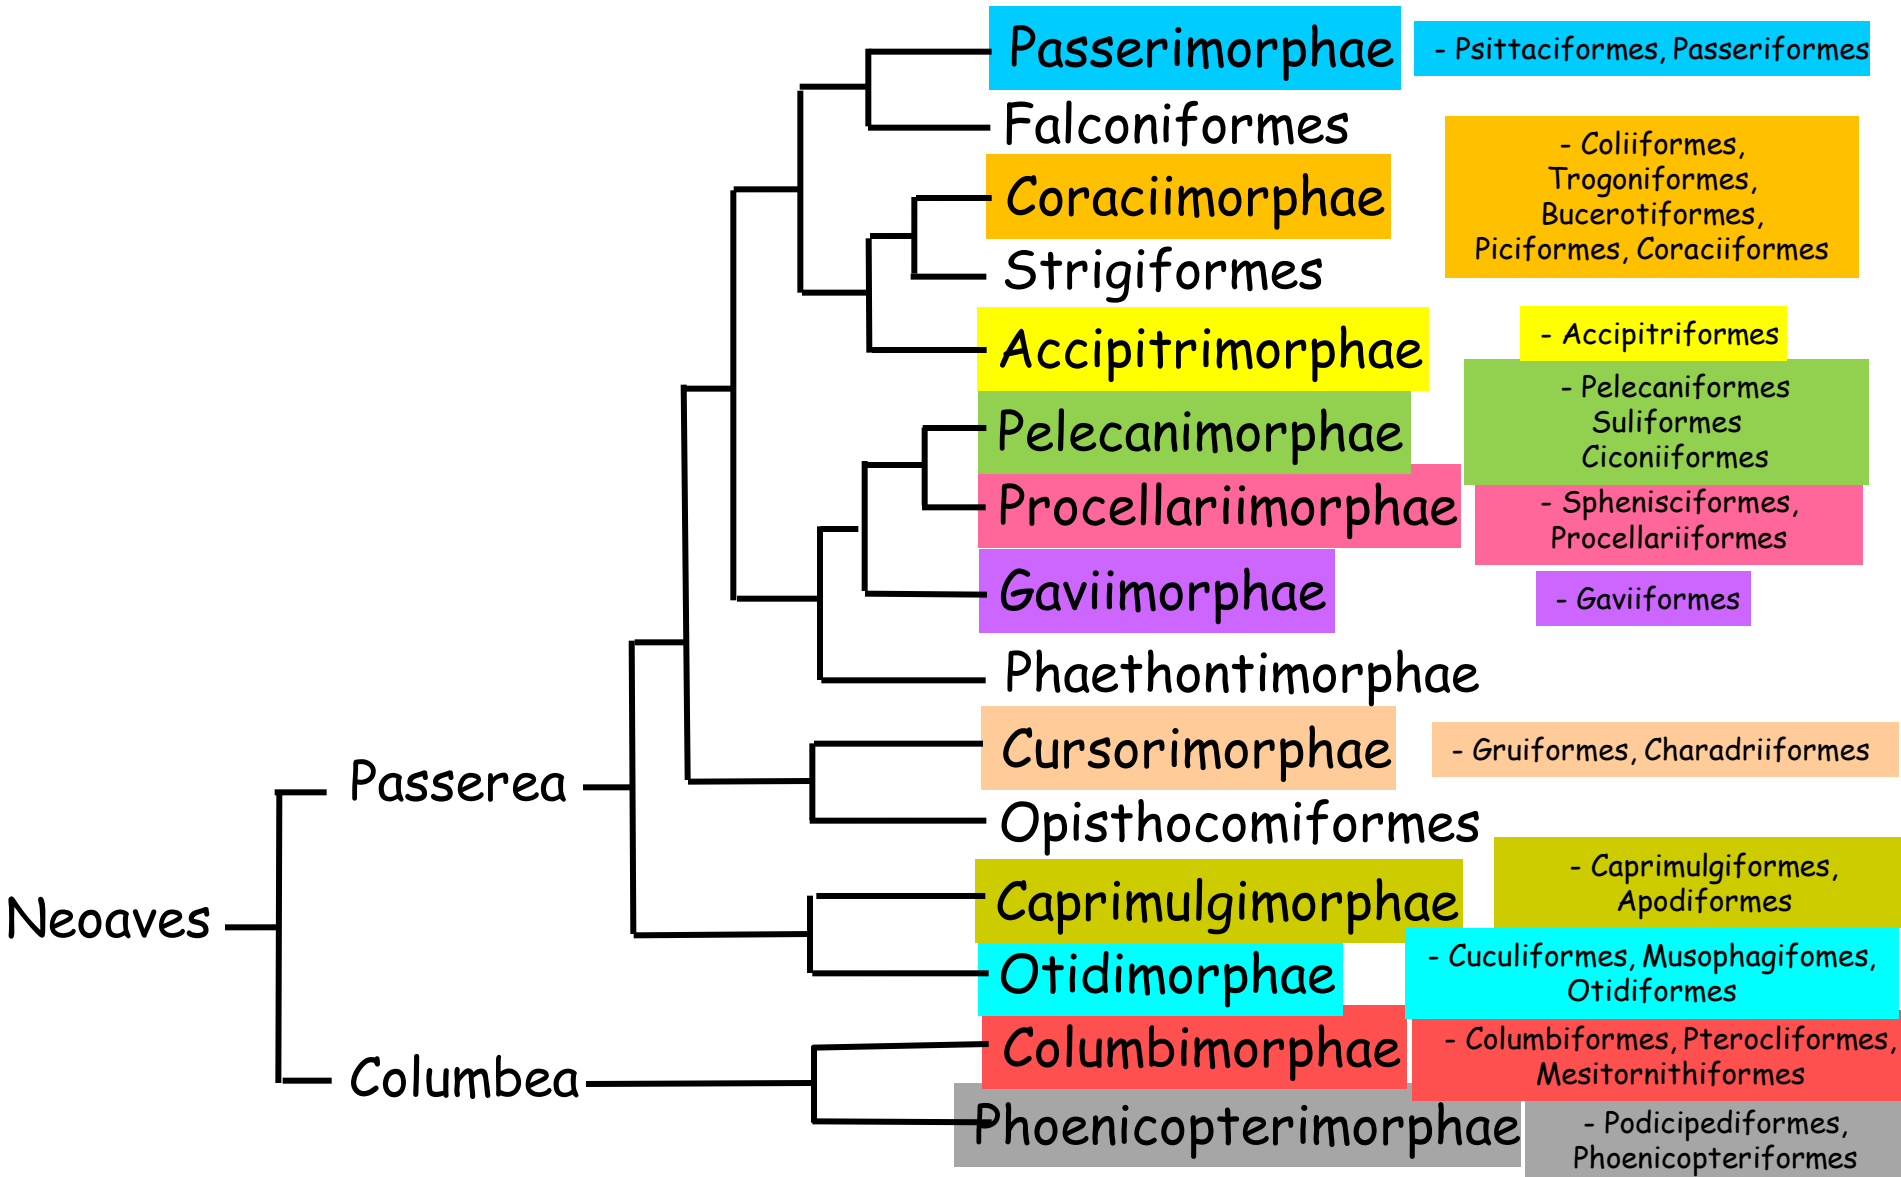 Passerimorphae
- Psittaciformes, Passeriformes
Falconiformes
Coraciimorphae
- Coliiformes,
Trogoniformes,
Bucerotiformes,
Piciformes, Coraciiformes
Strigiformes
Accipitrimorphae
- Accipitriformes
Pelecanimorphae
- Pelecaniformes
Suliformes
Ciconiiformes
Procellariimorphae
- Sphenisciformes,
Procellariiformes
Gaviimorphae
- Gaviiformes
Phaethontimorphae
Cursorimorphae
- Gruiformes, Charadriiformes
Passerea
Opisthocomiformes
Caprimulgimorphae
- Caprimulgiformes,
Apodiformes
Neoaves
Otidimorphae
- Cuculiformes, Musophagifomes,
Otidiformes
Columbimorphae
- Columbiformes, Pterocliformes,
Mesitornithiformes
Columbea
Phoenicopterimorphae
- Podicipediformes,
Phoenicopteriformes